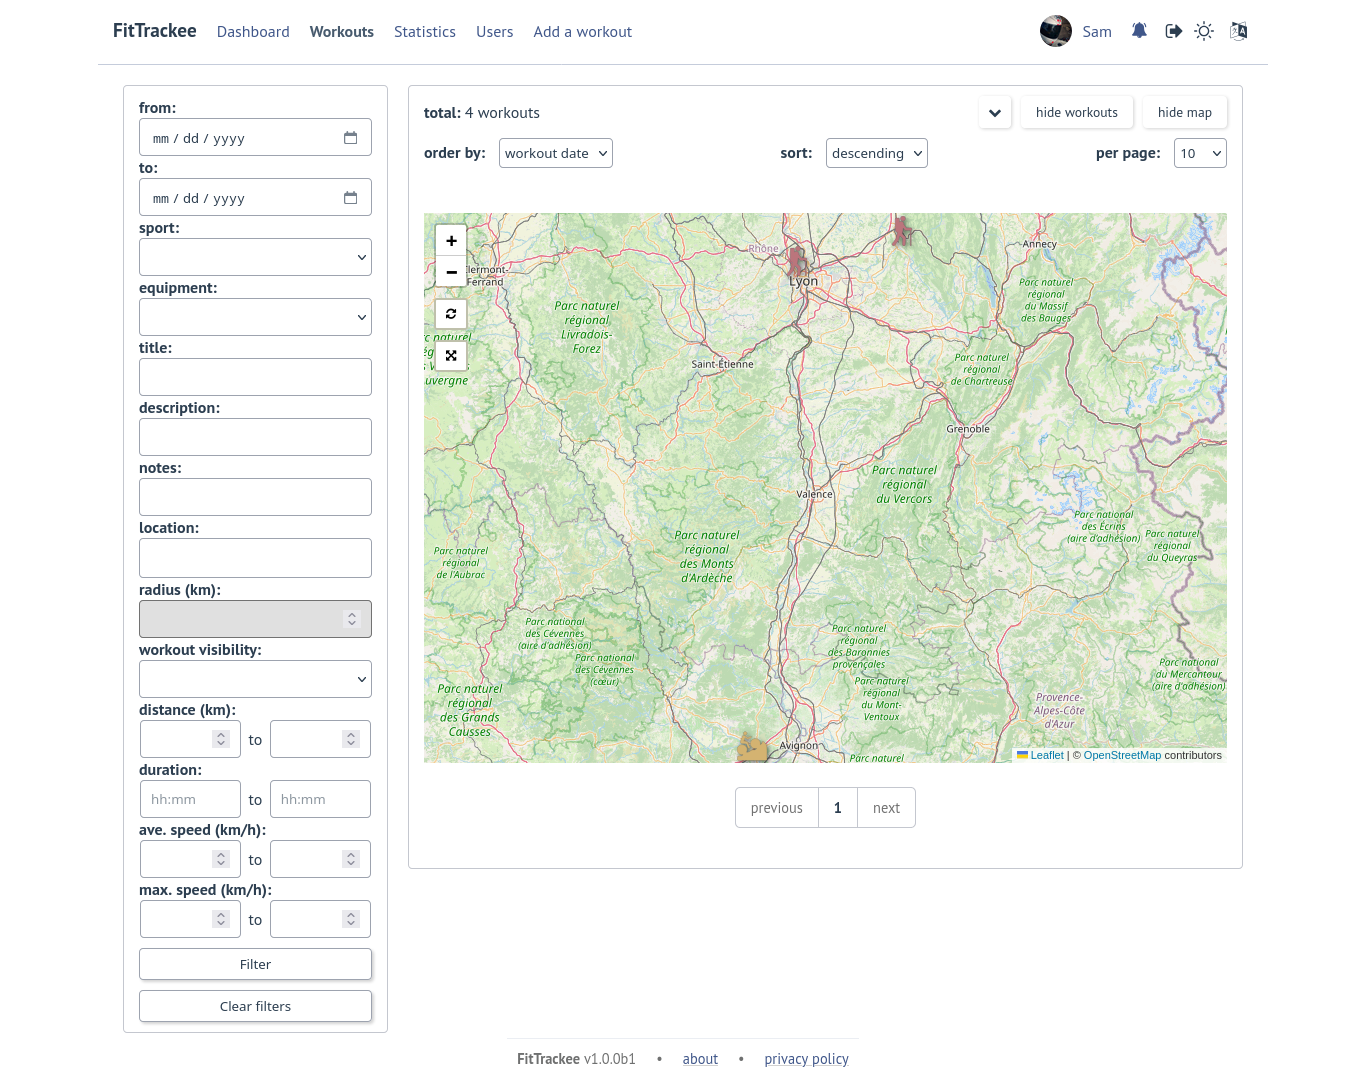 FitTrackee Dashboard Workouts Statistics Users Add a workout Sam
from:
mm / dd / yyyy
to:
mm / dd / yyyy
sport:
equipment:
title:
description:
notes:
location:
radius (km):
workout visibility:
distance (km):
to
duration:
hh:mm to hh:mm
ave. speed (km/h):
to
max. speed (km/h):
to
Filter
Clear filters
total: 4 workouts
hide workouts hide map
order by: workout date sort: descending per page: 10
+
−
Rhône
Lyon
Annecy
Clermont-
Ferrand
Parc naturel
régional
Livradois-
Forez
Parc naturel
régional
du Massif
des Bauges
Saint-Étienne
Parc naturel
régional
de Chartreuse
Grenoble
Parc naturel
régional
du Vercors
Valence
Parc national
des Écrins
(aire d'adhésion)
Parc naturel
régional
du Queyras
Parc naturel
régional
des Monts
d'Ardèche
Parc naturel
régional
de l'Aubrac
Parc national
des Cévennes
(aire d'adhésion)
Parc national
des Cévennes
(cœur)
Parc naturel
régional
des Baronnies
provençales
Parc naturel
régional
du Mont-
Ventoux
Parc national
du Mercantour
(aire d'adhésion)
Parc naturel
régional
des Grands
Causses
Provence-
Alpes-Côte
d'Azur
Avignon
Parc naturel
Leaflet | © OpenStreetMap contributors
previous 1 next
FitTrackee v1.0.0b1 • about • privacy policy